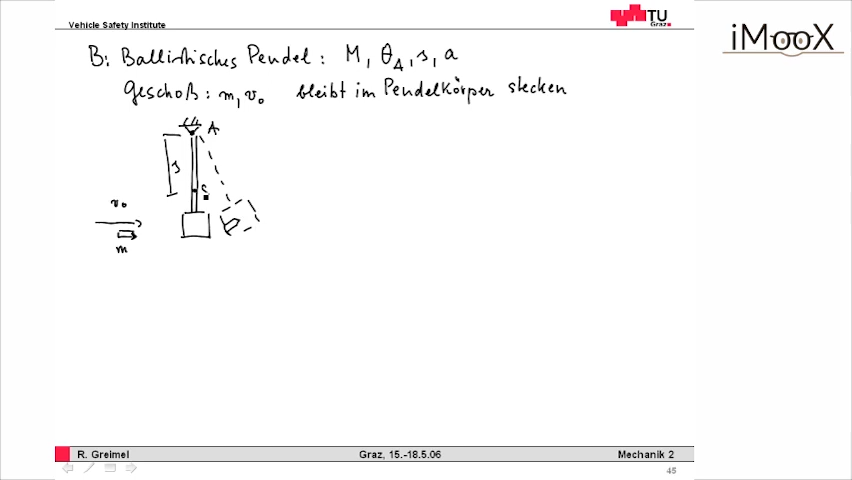 Vehicle Safety Institute
TU
Graz
iMooX
B: Ballistisches Pendel: M, θA, s, a
Geschoß: m, v₀ bleibt im Pendelkörper stecken
A
s
S
v₀
m
R. Greimel Graz, 15.-18.5.06 Mechanik 2
45